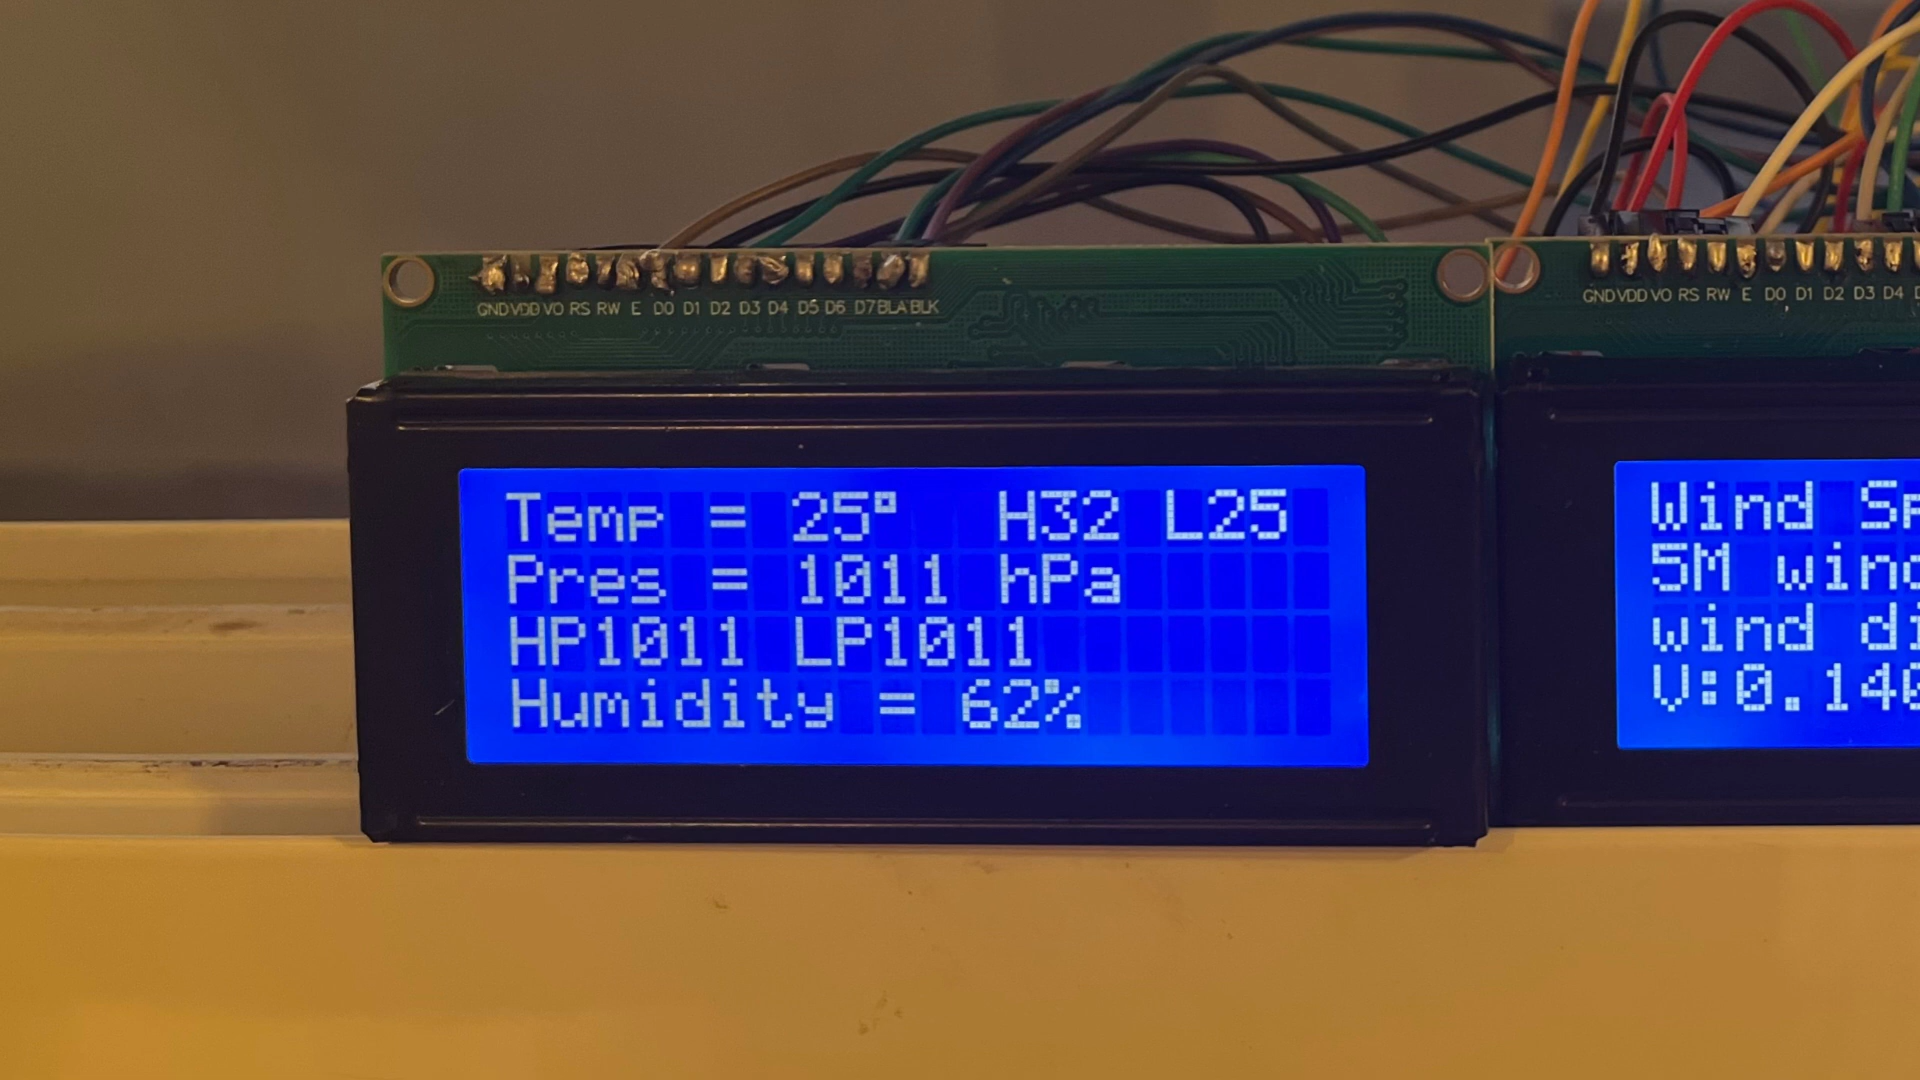 GND VDD VO RS RW E D0 D1 D2 D3 D4 D5 D6 D7 BLA BLK
Temp = 25° H32 L25
Pres = 1011 hPa
HP1011 LP1011
Humidity = 62%
GND VDD VO RS RW E D0 D1 D2 D3 D4
Wind
5M
wind
V:0.140